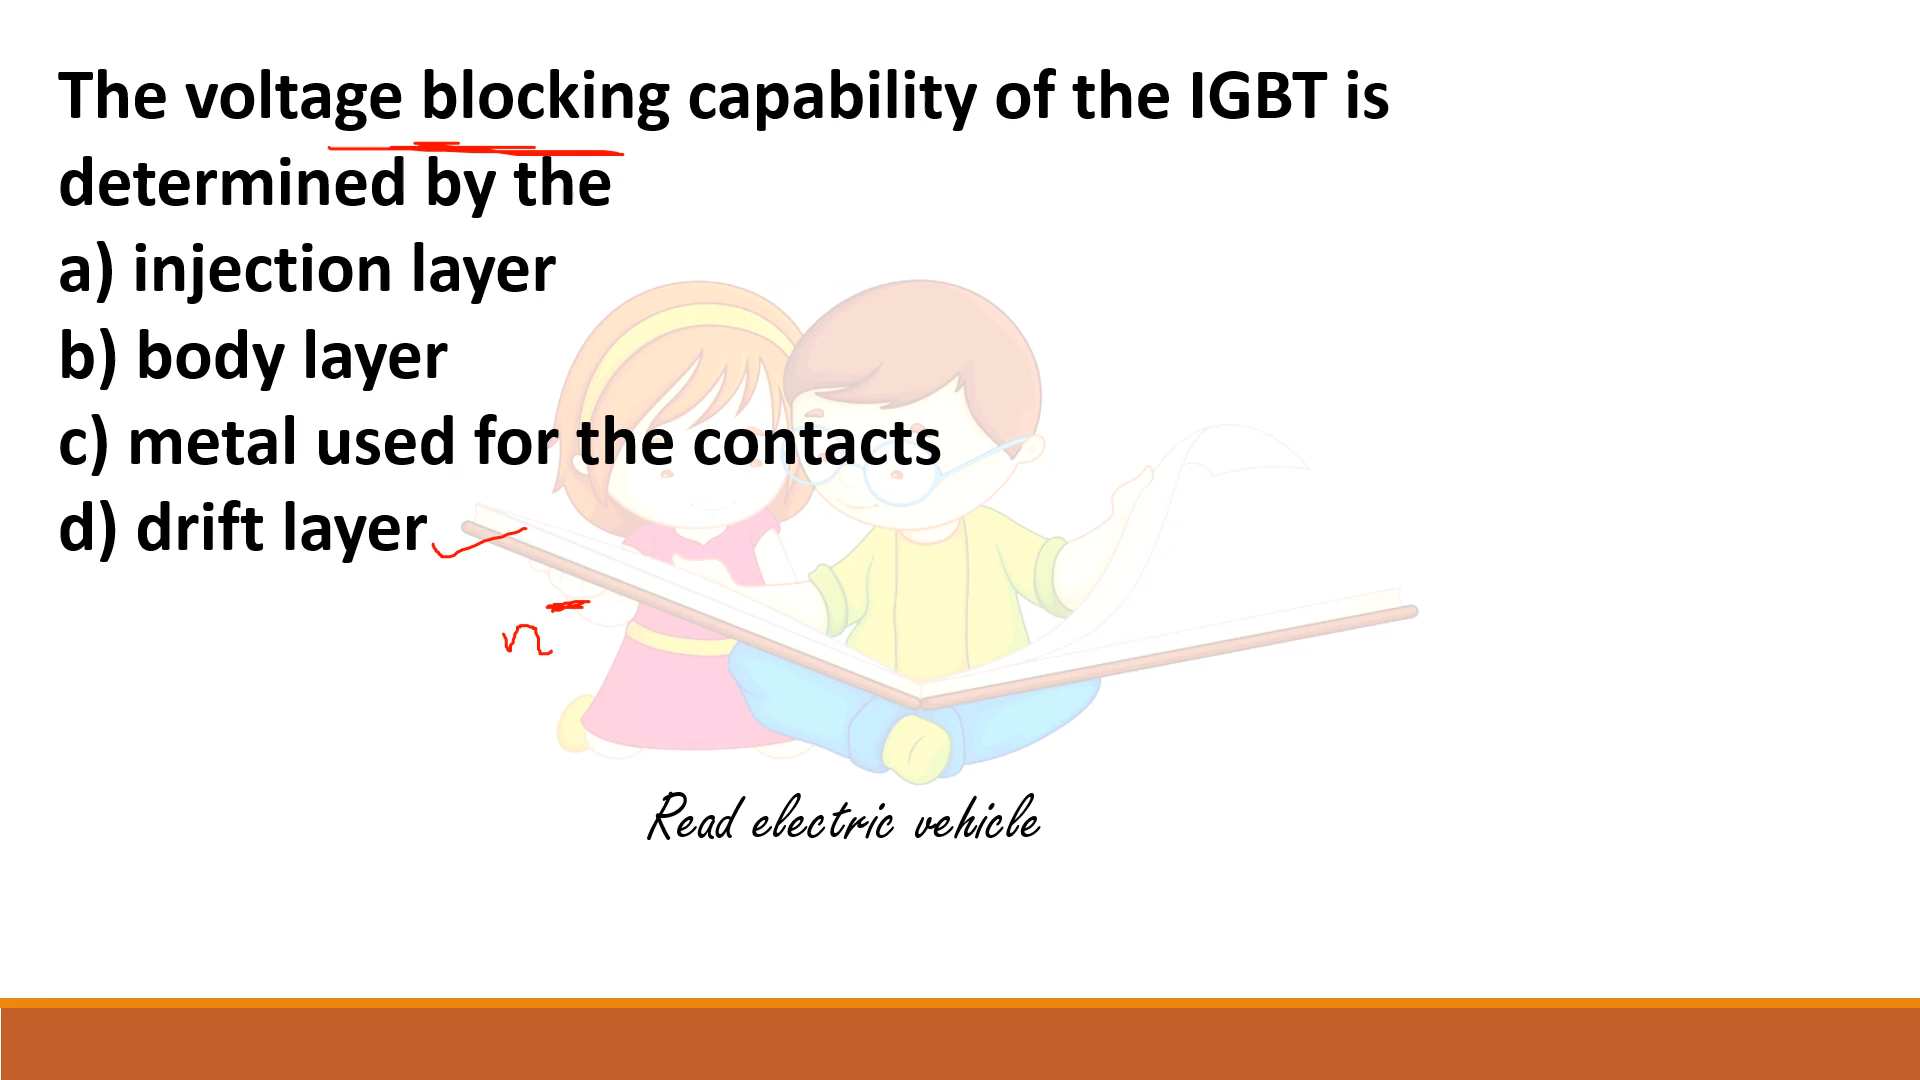 The voltage blocking capability of the IGBT is
determined by the
a) injection layer
b) body layer
c) metal used for the contacts
d) drift layer
n -
Read electric vehicle